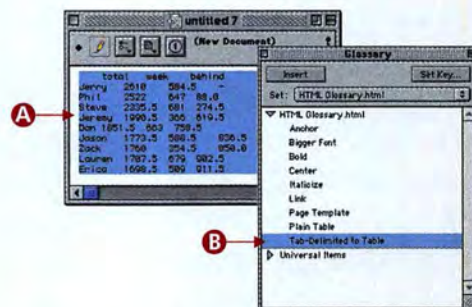 untitled 7
(New Document)
total week behind
Jerry 2610 584.5 -
Phil 2522 647 88.0
Steve 2335.5 681 274.5
Jeremy 1990.5 366 619.5
Dan 1851.5 663 758.5
Jason 1773.5 580.5 836.5
Zack 1760 354.5 850.0
Lauren 1707.5 679 902.5
Erica 1698.5 509 911.5
A
Glossary
Insert
Set Key...
Set: HTML Glossary.html
HTML Glossary.html
Anchor
Bigger Font
Bold
Center
Italicize
Link
Page Template
Plain Table
B
Tab-Delimited to Table
Universal Items